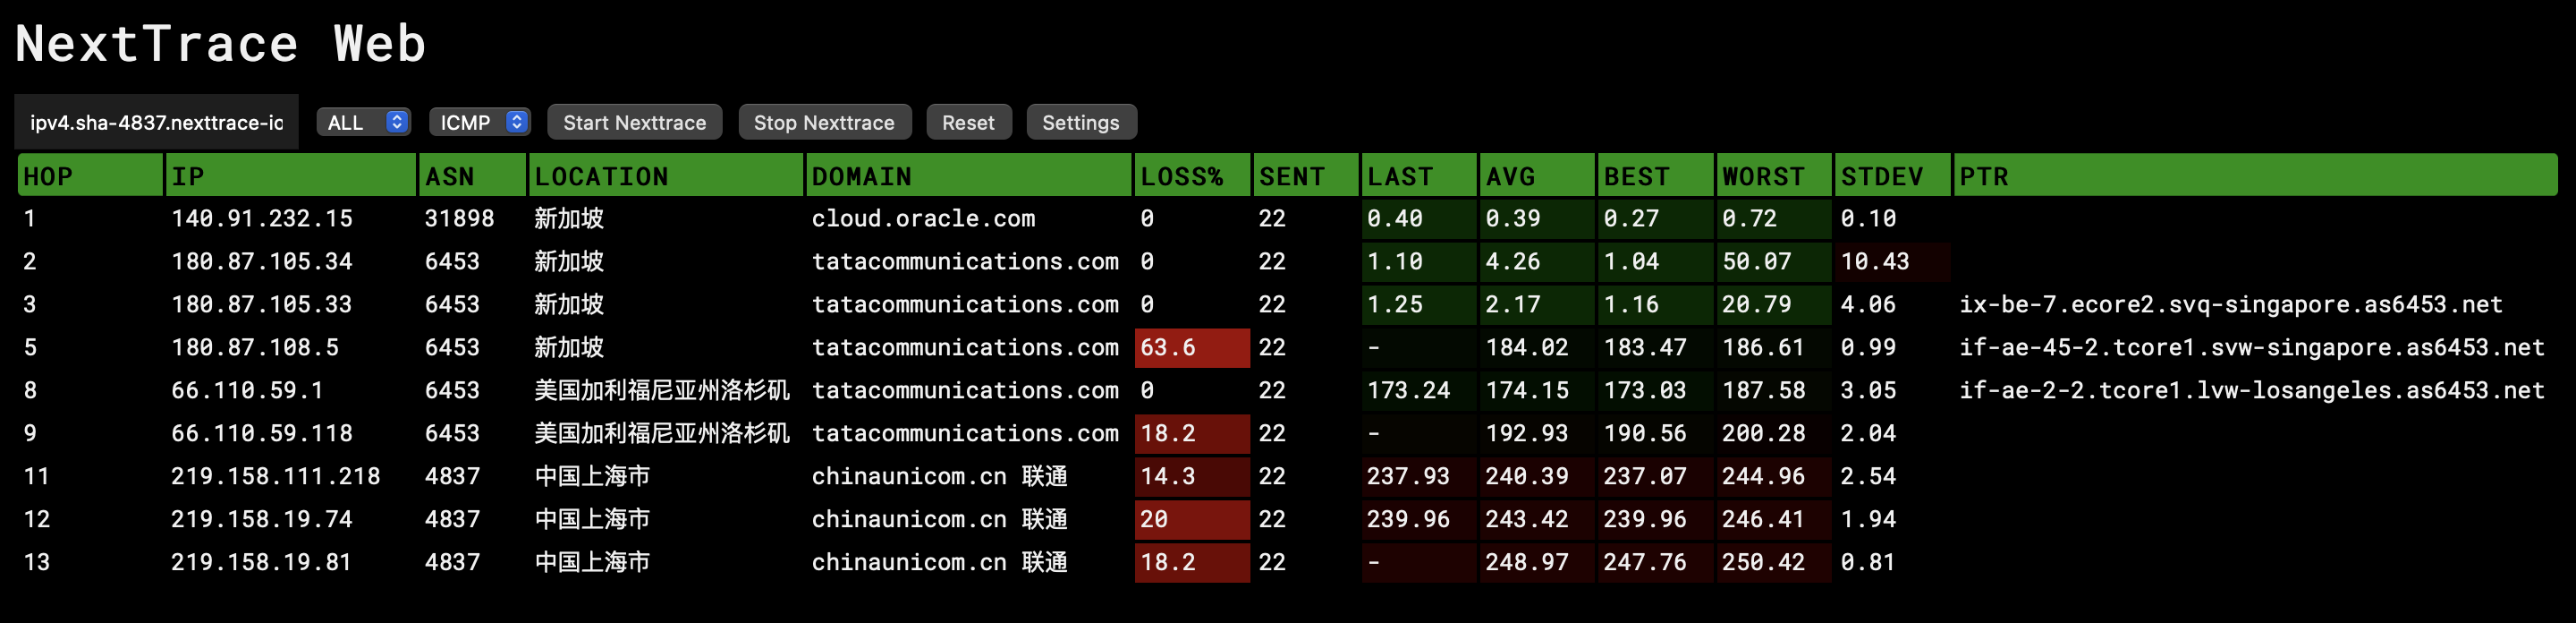 NextTrace Web
ipv4.sha-4837.nexttrace-io ALL ICMP Start Nexttrace Stop Nexttrace Reset Settings
HOP IP ASN LOCATION DOMAIN LOSS% SENT LAST AVG BEST WORST STDEV PTR
1 140.91.232.15 31898 新加坡 cloud.oracle.com 0 22 0.40 0.39 0.27 0.72 0.10
2 180.87.105.34 6453 新加坡 tatacommunications.com 0 22 1.10 4.26 1.04 50.07 10.43
3 180.87.105.33 6453 新加坡 tatacommunications.com 0 22 1.25 2.17 1.16 20.79 4.06 ix-be-7.ecore2.svq-singapore.as6453.net
5 180.87.108.5 6453 新加坡 tatacommunications.com 63.6 22 - 184.02 183.47 186.61 0.99 if-ae-45-2.tcore1.svw-singapore.as6453.net
8 66.110.59.1 6453 美国加利福尼亚州洛杉矶 tatacommunications.com 0 22 173.24 174.15 173.03 187.58 3.05 if-ae-2-2.tcore1.lvw-losangeles.as6453.net
9 66.110.59.118 6453 美国加利福尼亚州洛杉矶 tatacommunications.com 18.2 22 - 192.93 190.56 200.28 2.04
11 219.158.111.218 4837 中国上海市 chinaunicom.cn 联通 14.3 22 237.93 240.39 237.07 244.96 2.54
12 219.158.19.74 4837 中国上海市 chinaunicom.cn 联通 20 22 239.96 243.42 239.96 246.41 1.94
13 219.158.19.81 4837 中国上海市 chinaunicom.cn 联通 18.2 22 - 248.97 247.76 250.42 0.81